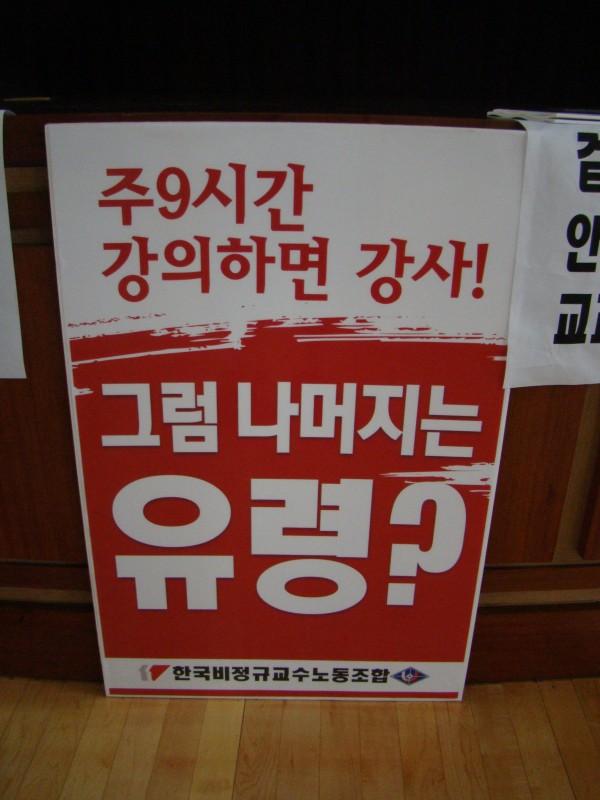 주9시간
강의하면 강사!
그럼 나머지는
유령?
한국비정규교수노동조합